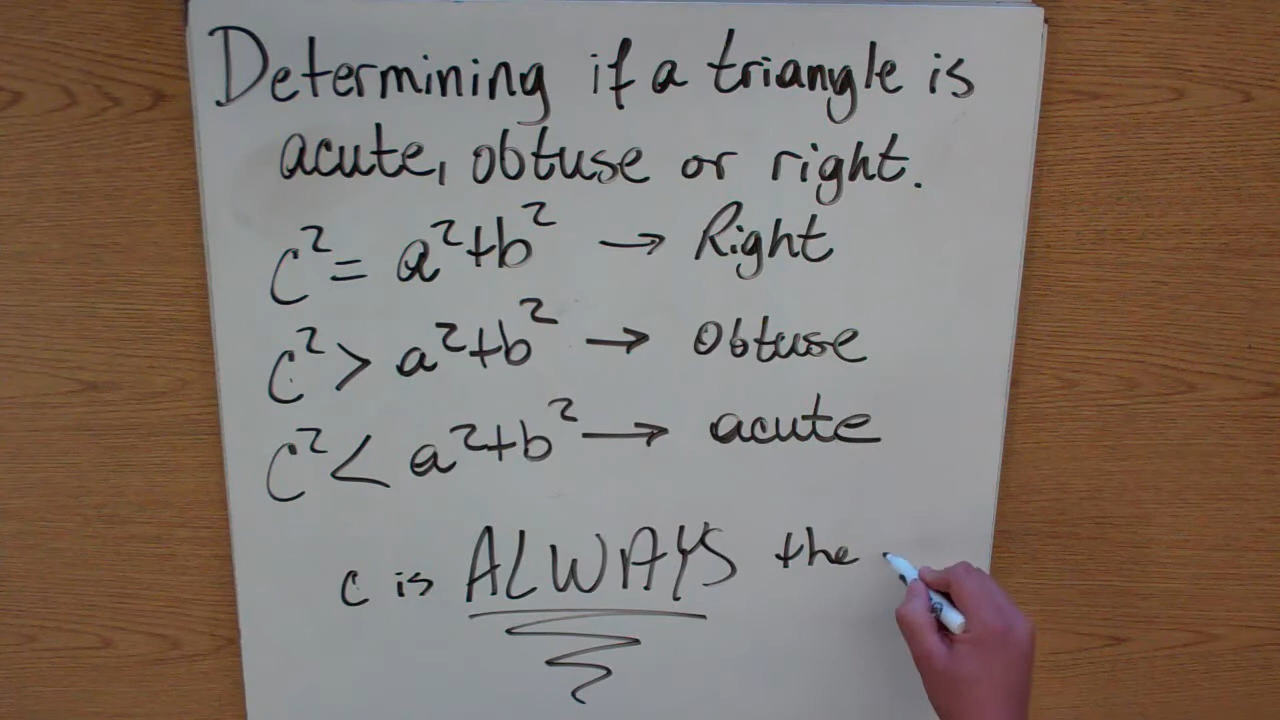 Determining if a triangle is
acute, obtuse or right.
c² = a²+b² → Right
c² > a²+b² → Obtuse
c² < a²+b² → acute
c is ALWAYS the